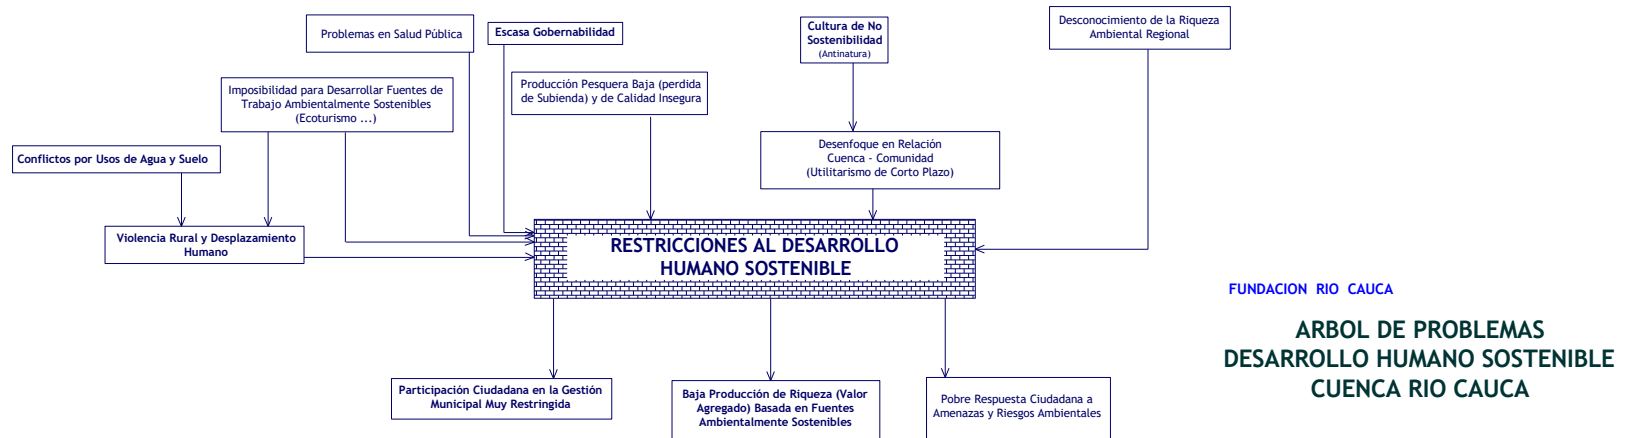 Problemas en Salud Pública
Escasa Gobernabilidad
Cultura de No
Sostenibilidad
(Antinatura)
Desconocimiento de la Riqueza
Ambiental Regional
Imposibilidad para Desarrollar Fuentes de
Trabajo Ambientalmente Sostenibles
(Ecoturismo ...)
Producción Pesquera Baja (perdida
de Subienda) y de Calidad Insegura
Desenfoque en Relación
Cuenca - Comunidad
(Utilitarismo de Corto Plazo)
Conflictos por Usos de Agua y Suelo
Violencia Rural y Desplazamiento
Humano
RESTRICCIONES AL DESARROLLO
HUMANO SOSTENIBLE
FUNDACION RIO CAUCA
ARBOL DE PROBLEMAS
DESARROLLO HUMANO SOSTENIBLE
CUENCA RIO CAUCA
Participación Ciudadana en la Gestión
Municipal Muy Restringida
Baja Producción de Riqueza (Valor
Agregado) Basada en Fuentes
Ambientalmente Sostenibles
Pobre Respuesta Ciudadana a
Amenazas y Riesgos Ambientales